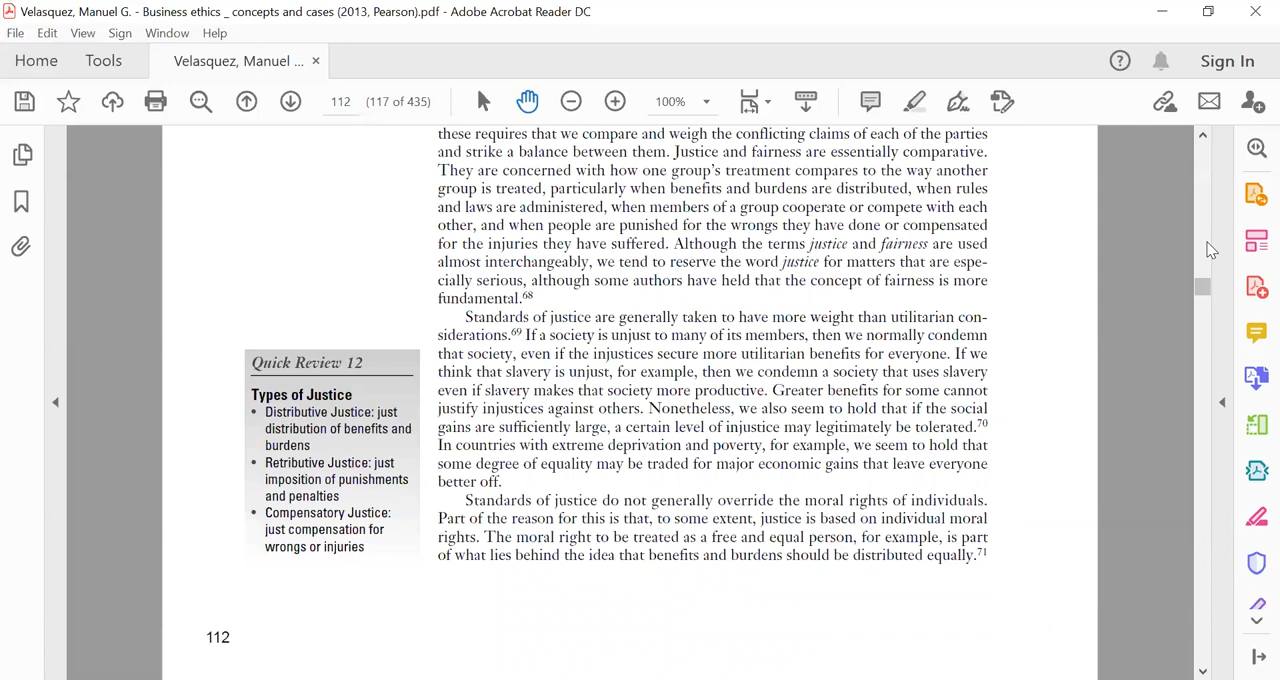 Velasquez, Manuel G. - Business ethics _ concepts and cases (2013, Pearson).pdf - Adobe Acrobat Reader DC
File Edit View Sign Window Help
Home Tools Velasquez, Manuel ... × Sign In
112 (117 of 435) 100%
these requires that we compare and weigh the conflicting claims of each of the parties
and strike a balance between them. Justice and fairness are essentially comparative.
They are concerned with how one group's treatment compares to the way another
group is treated, particularly when benefits and burdens are distributed, when rules
and laws are administered, when members of a group cooperate or compete with each
other, and when people are punished for the wrongs they have done or compensated
for the injuries they have suffered. Although the terms justice and fairness are used
almost interchangeably, we tend to reserve the word justice for matters that are espe-
cially serious, although some authors have held that the concept of fairness is more
fundamental.68
Standards of justice are generally taken to have more weight than utilitarian con-
siderations.69 If a society is unjust to many of its members, then we normally condemn
that society, even if the injustices secure more utilitarian benefits for everyone. If we
think that slavery is unjust, for example, then we condemn a society that uses slavery
even if slavery makes that society more productive. Greater benefits for some cannot
justify injustices against others. Nonetheless, we also seem to hold that if the social
gains are sufficiently large, a certain level of injustice may legitimately be tolerated.70
In countries with extreme deprivation and poverty, for example, we seem to hold that
some degree of equality may be traded for major economic gains that leave everyone
better off.
Standards of justice do not generally override the moral rights of individuals.
Part of the reason for this is that, to some extent, justice is based on individual moral
rights. The moral right to be treated as a free and equal person, for example, is part
of what lies behind the idea that benefits and burdens should be distributed equally.71
Quick Review 12
Types of Justice
• Distributive Justice: just
distribution of benefits and
burdens
• Retributive Justice: just
imposition of punishments
and penalties
• Compensatory Justice:
just compensation for
wrongs or injuries
112